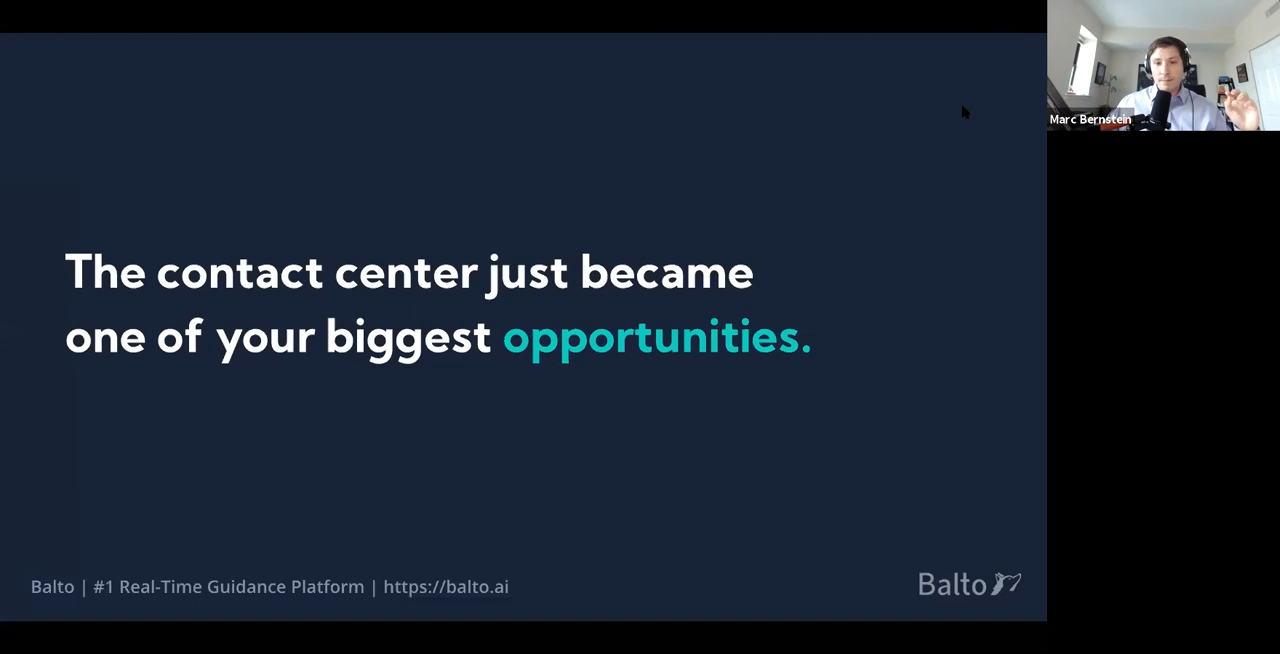 Marc Bernstein
The contact center just became
one of your biggest opportunities.
Balto | #1 Real-Time Guidance Platform | https://balto.ai
Balto